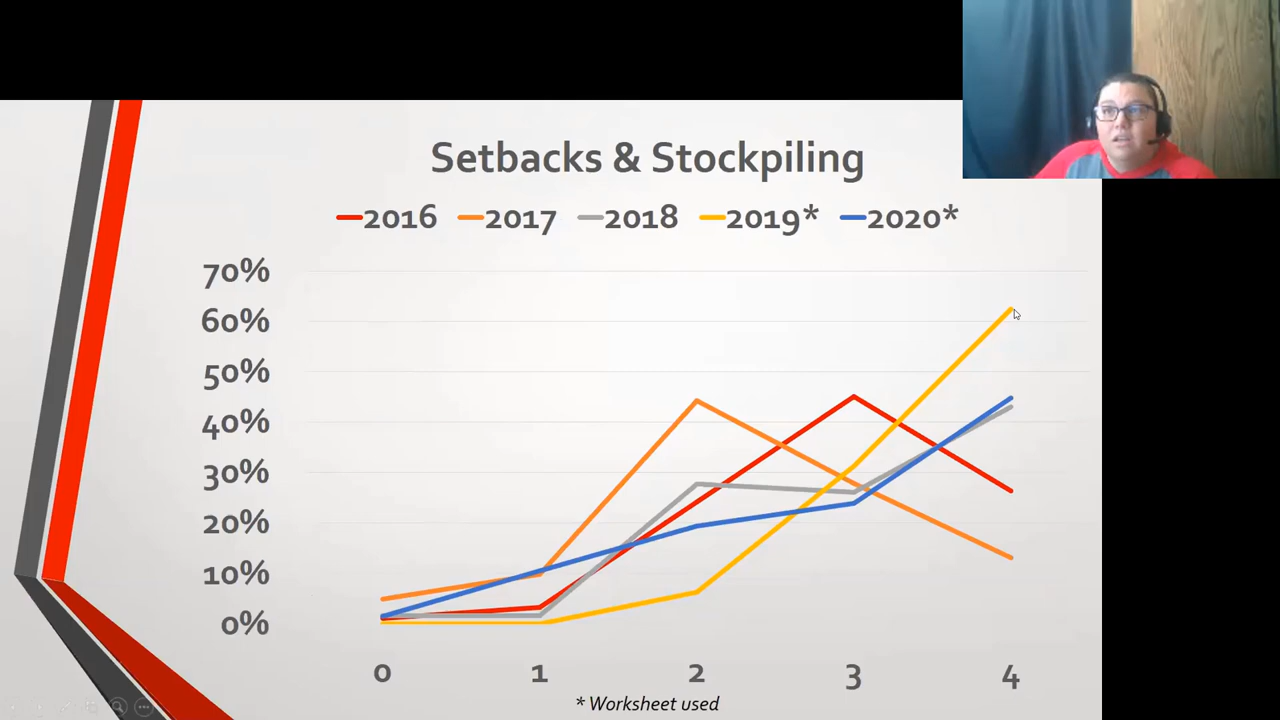 Setbacks & Stockpiling
2016 2017 2018 2019* 2020*
70%
60%
50%
40%
30%
20%
10%
0%
0 1 2 3 4
* Worksheet used